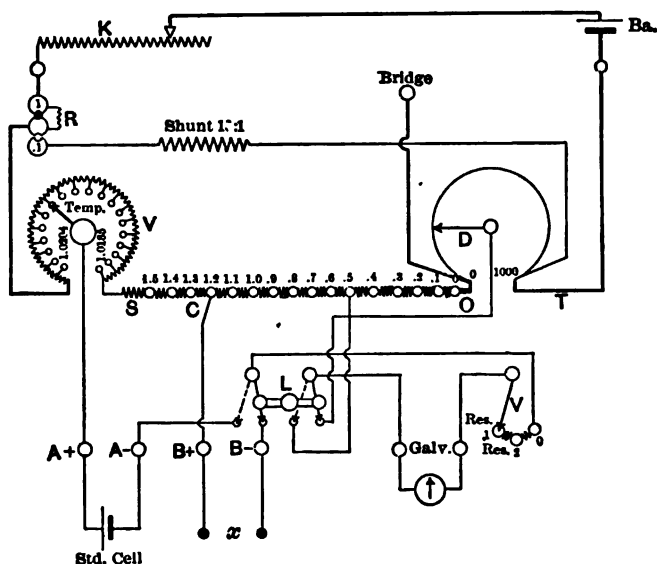 K
Ba.
Bridge
1
R
.1
Shunt
Temp.
V
D
1.0204
1.0185
1.5 1.4 1.3 1.2 1.1 1.0 .9 .8 .7 .6 .5 .4 .3 .2 .1 0
0
1000
S
C
O
T
L
V
Res.
.1
0
Res. 2
A+
A-
B+
B-
Galv.
x
Std. Cell